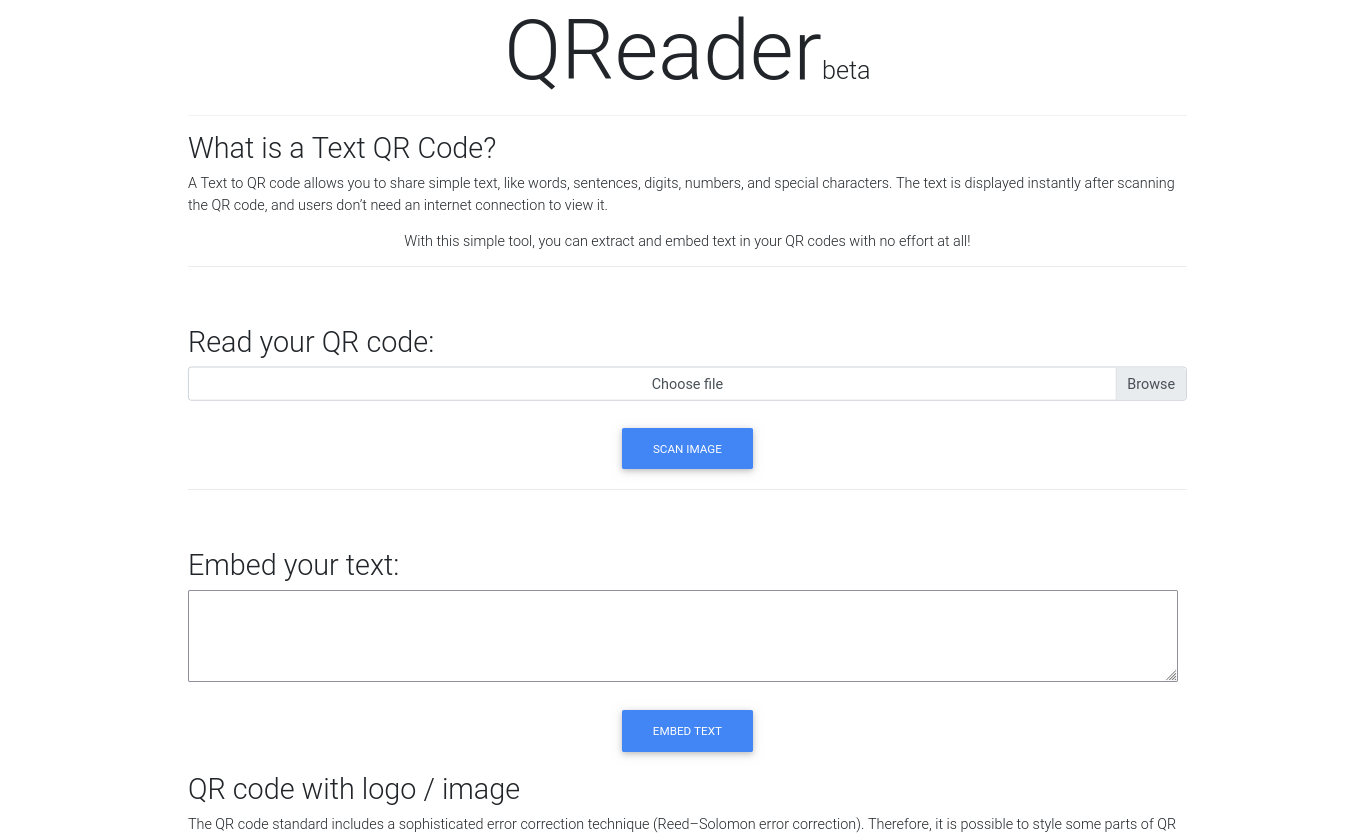 QReader beta
What is a Text QR Code?
A Text to QR code allows you to share simple text, like words, sentences, digits, numbers, and special characters. The text is displayed instantly after scanning
the QR code, and users don't need an internet connection to view it.
With this simple tool, you can extract and embed text in your QR codes with no effort at all!
Read your QR code:
Choose file Browse
SCAN IMAGE
Embed your text:
EMBED TEXT
QR code with logo / image
The QR code standard includes a sophisticated error correction technique (Reed–Solomon error correction). Therefore, it is possible to style some parts of QR